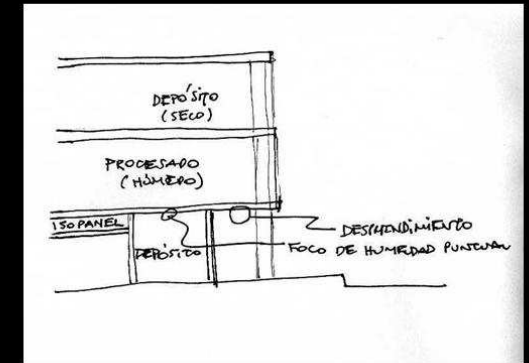 DEPÓSITO
(SECO)
PROCESADO
(HÚMEDO)
ISOPANEL
DEPÓSITO
DESPRENDIMIENTO
FOCO DE HUMEDAD PUNTUAL